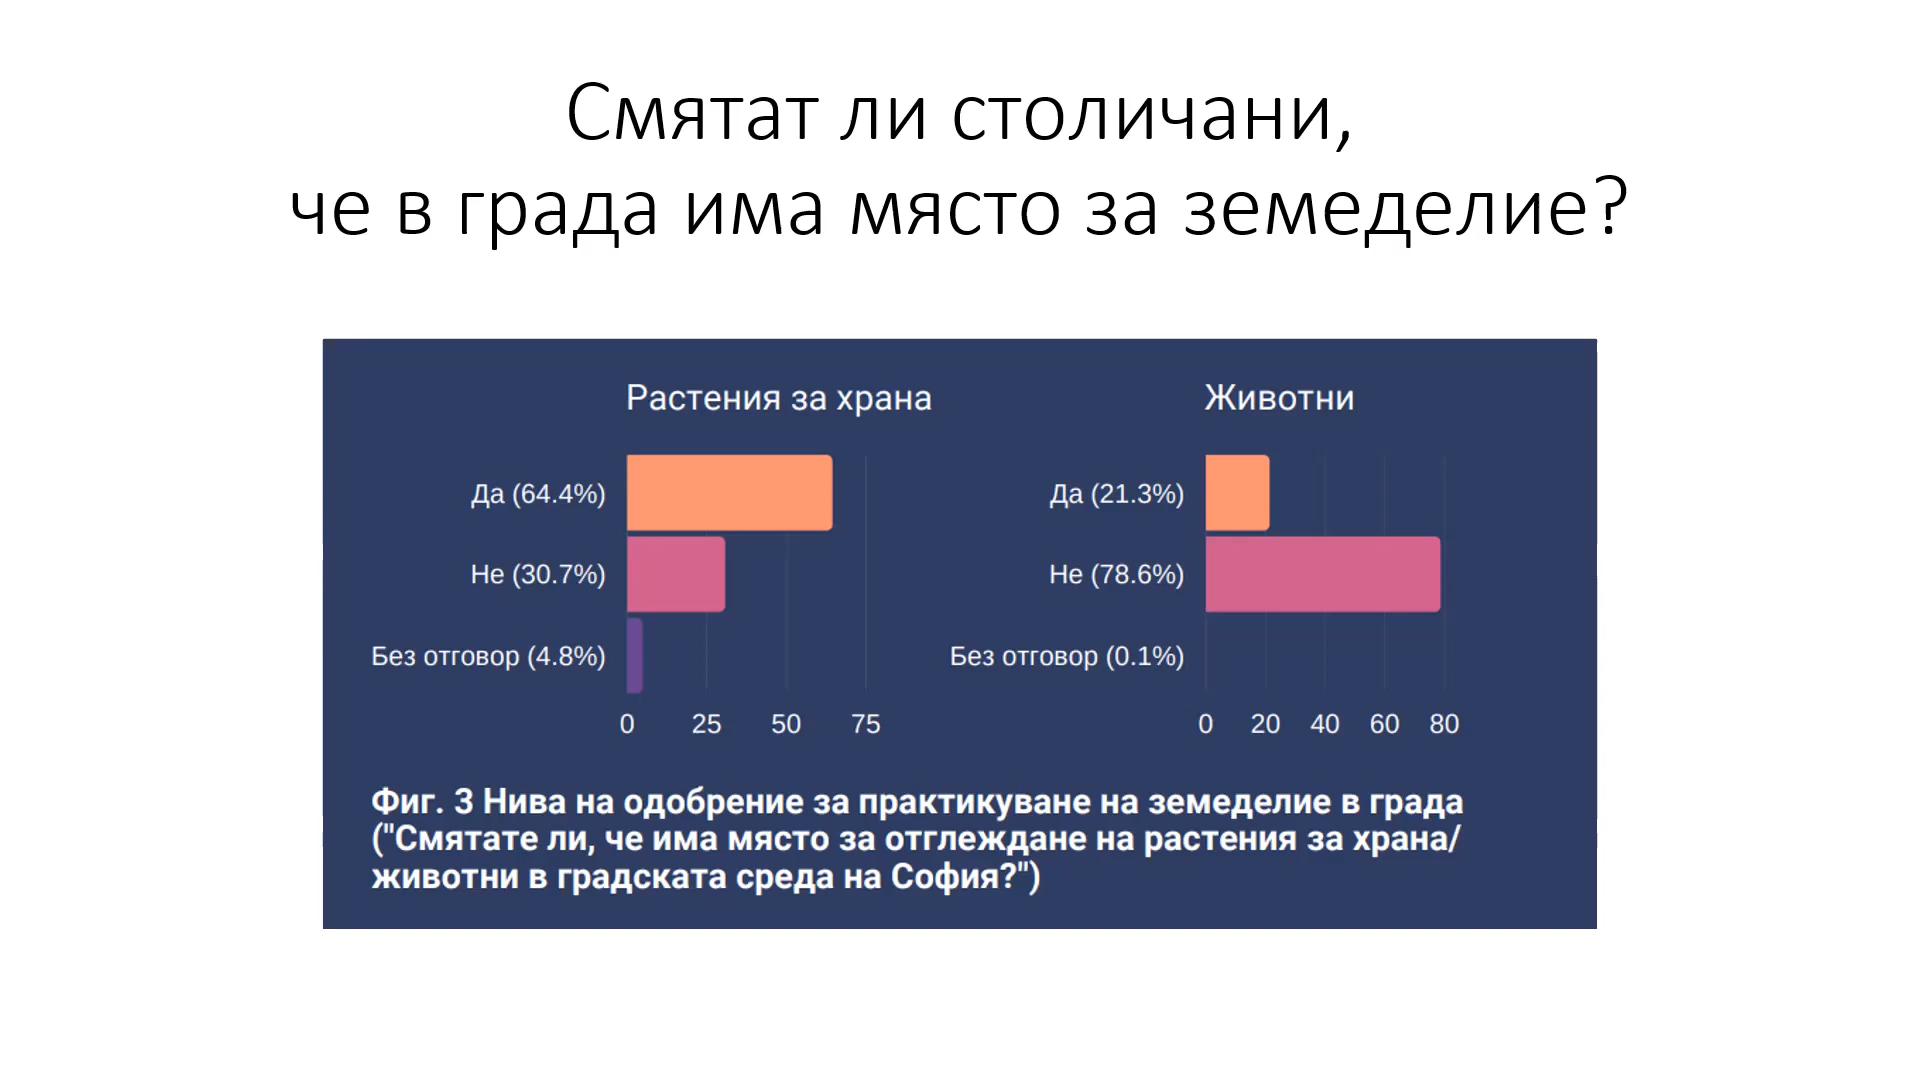 Смятат ли столичани,
че в града има място за земеделие?
Растения за храна
Да (64.4%)
Не (30.7%)
Без отговор (4.8%)
0 25 50 75
Животни
Да (21.3%)
Не (78.6%)
Без отговор (0.1%)
0 20 40 60 80
Фиг. 3 Нива на одобрение за практикуване на земеделие в града
("Смятате ли, че има място за отглеждане на растения за храна/
животни в градската среда на София?")